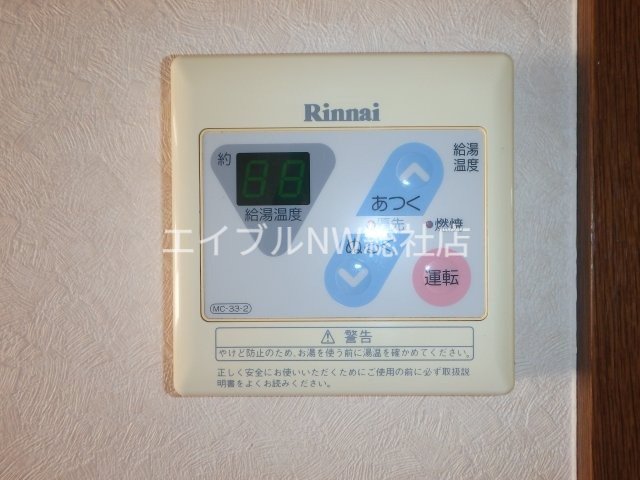 Rinnai
約
88
給湯温度
給湯
温度
あつく
優先
ぬるく
燃焼
運転
エイブルNW総社店
MC-33-2
⚠警告
やけど防止のため、お湯を使う前に湯温を確かめてください。
正しく安全にお使いいただくためにご使用の前に必ず取扱説
明書をよくお読みください。